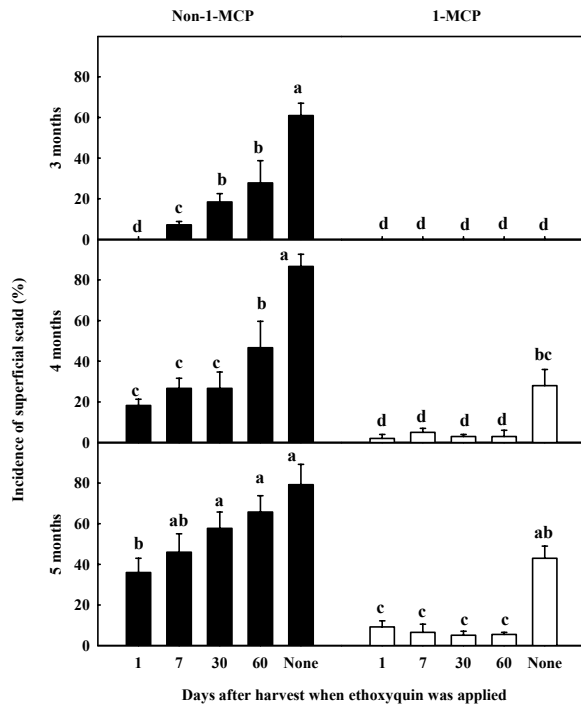 Non-1-MCP 1-MCP
Incidence of superficial scald (%)
3 months
80
60
40
20
0
d c b b a
d d d d d
4 months
80
60
40
20
0
c c c b a
d d d d bc
5 months
80
60
40
20
0
b ab a a a
c c c c ab
1 7 30 60 None 1 7 30 60 None
Days after harvest when ethoxyquin was applied